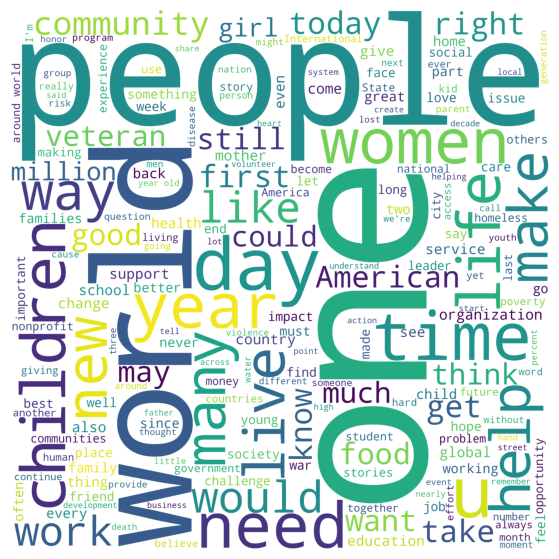 I'm
honor
program
community
girl
today
share
might
International
right
around world
group
really
said
risk
experience
people
use
something
week
nation
story
person
even
give
face
come
home
State
great
system
next
ever
social
part
kid
love
create
lost
local
issue
parent
decade
generation
veteran
disease
still
heart
women
others
making
million
men
year old
back
volunteer
mother
become
let
America
first
way
world
like
one
long
national
city
care
access
call
homeless
life
make
families
question
going
living
lot
health
end
could
two
we're
say
youth
service
children
important
cause
good
day
understand
American
leader
yet
last
go
nonprofit
change
school
support
better
year
impact
must
action
made
see
start
organization
poverty
percent
new
three
tell
never
violence
across
point
country
time
giving
may
many
live
money
water
find
different
someone
much
hard
think
word
best
another
well
around
since
father
thought
countries
young
know
high
student
child
future
get
without
communities
also
human
place
family
little
government
society
war
food
stories
hope
problem
global
u
hand
street
help
opportunity
continue
often
thing
friend
development
provide
challenge
together
working
event
nearly
effort
remember
number
work
every
death
business
believe
would
need
want
education
take
month
always
moment
feel